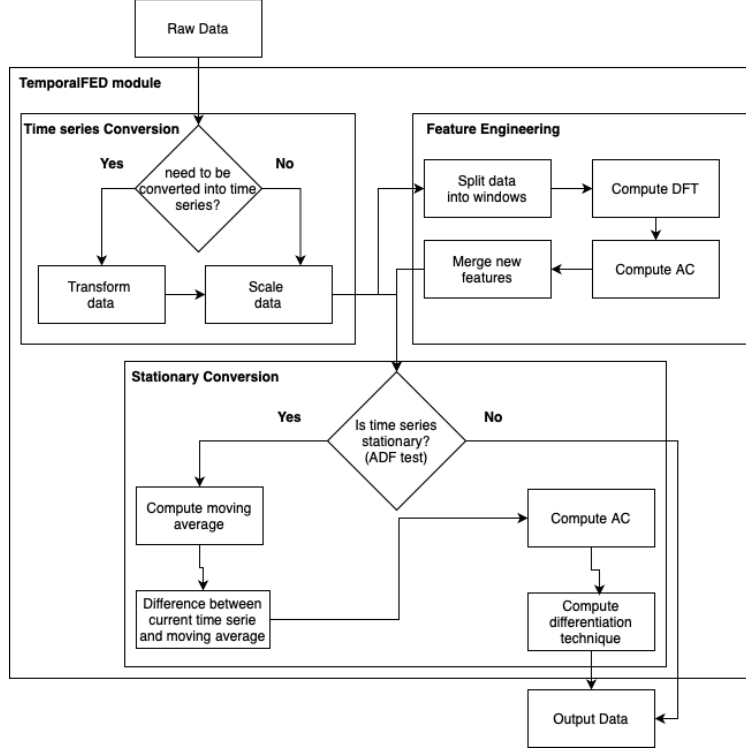 Raw Data
TemporalFED module
Time series Conversion
Yes
No
need to be
converted into time
series?
Transform
data
Scale
data
Feature Engineering
Split data
into windows
Compute DFT
Merge new
features
Compute AC
Stationary Conversion
Yes
No
Is time series
stationary?
(ADF test)
Compute moving
average
Compute AC
Difference between
current time serie
and moving average
Compute
differentiation
technique
Output Data